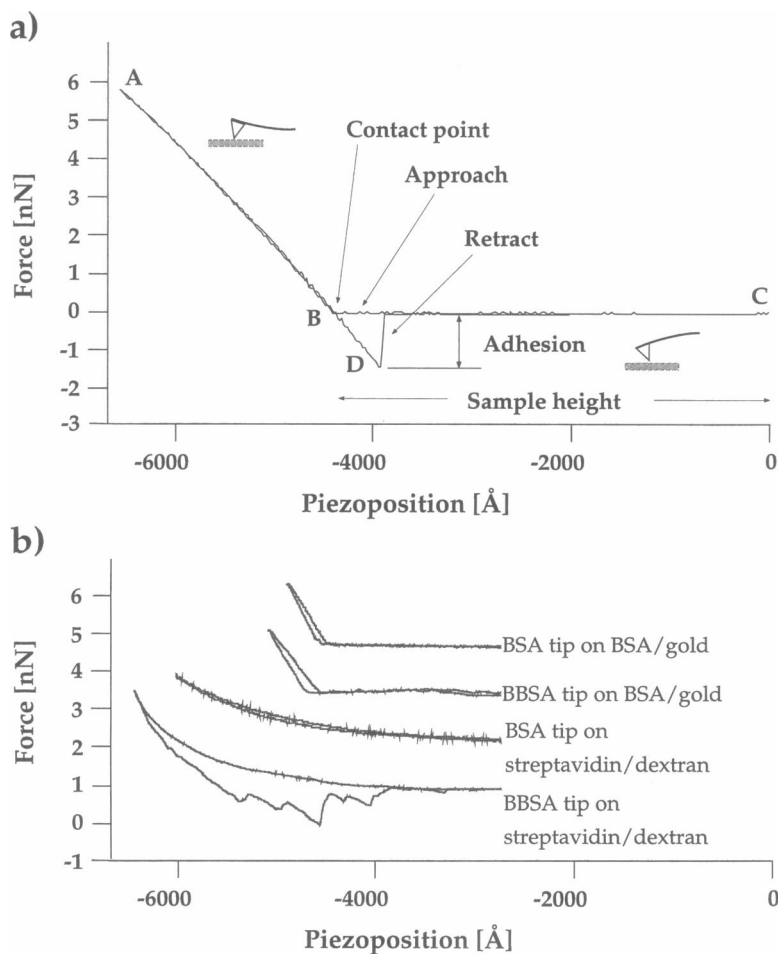 a)
6
5
4
3
2
1
0
-1
-2
-3
Force [nN]
A
Contact point
Approach
Retract
B
C
D
Adhesion
Sample height
-6000
-4000
-2000
0
Piezoposition [Å]
b)
6
5
4
3
2
1
0
-1
Force [nN]
BSA tip on BSA/gold
BBSA tip on BSA/gold
BSA tip on
streptavidin/dextran
BBSA tip on
streptavidin/dextran
-6000
-4000
-2000
0
Piezoposition [Å]